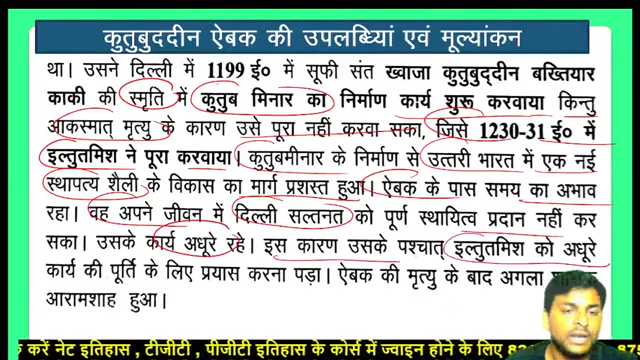 कुतुबुददीन ऐबक की उपलब्धियां एवं मूल्यांकन
था। उसने दिल्ली में 1199 ई० में सूफी संत ख्वाजा कुतुबुद्दीन बख्तियार
काकी की स्मृति में कुतुब मिनार का निर्माण कार्य शुरू करवाया किन्तु
आकस्मात् मृत्यु के कारण उसे पूरा नहीं करवा सका, जिसे 1230-31 ई० में
इल्तुतमिश ने पूरा करवाया। कुतुबमीनार के निर्माण से उत्तरी भारत में एक नई
स्थापत्य शैली के विकास का मार्ग प्रशस्त हुआ। ऐबक के पास समय का अभाव
रहा। वह अपने जीवन में दिल्ली सल्तनत को पूर्ण स्थायित्व प्रदान नहीं कर
सका। उसके कार्य अधूरे रहे। इस कारण उसके पश्चात् इल्तुतमिश को अधूरे
कार्य की पूर्ति के लिए प्रयास करना पड़ा। ऐबक की मृत्यु के बाद अगला
आरामशाह हुआ।
करें नेट इतिहास , टीजीटी , पीजीटी इतिहास के कोर्स में ज्वाइन होने के लिए